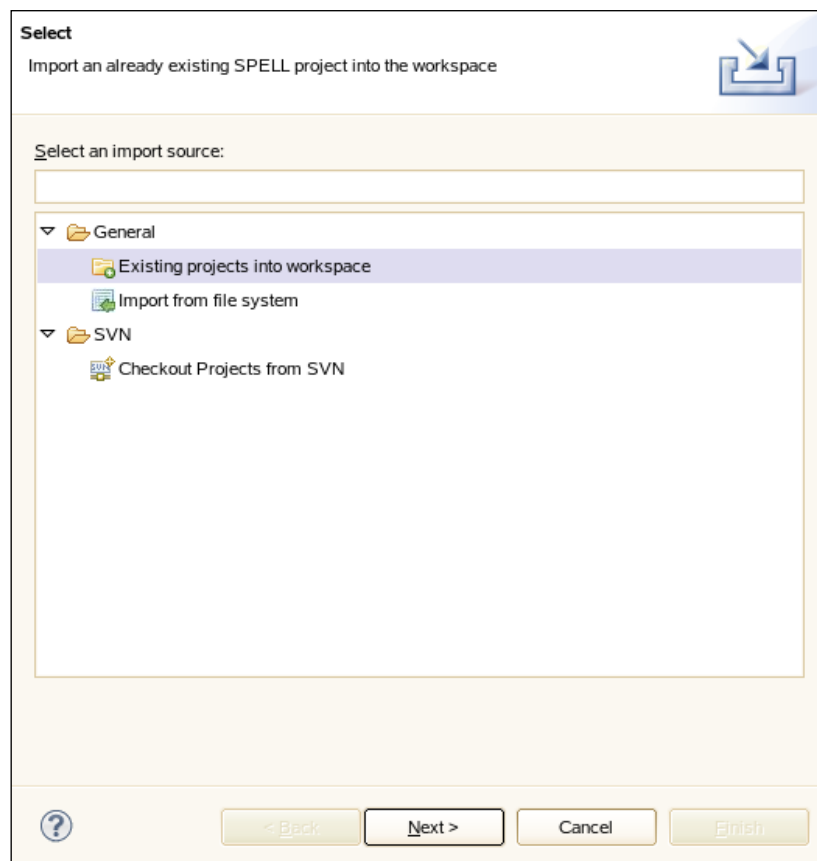 Select
Import an already existing SPELL project into the workspace
Select an import source:
General
Existing projects into workspace
Import from file system
SVN
SVN
Checkout Projects from SVN
< Back Next > Cancel Finish